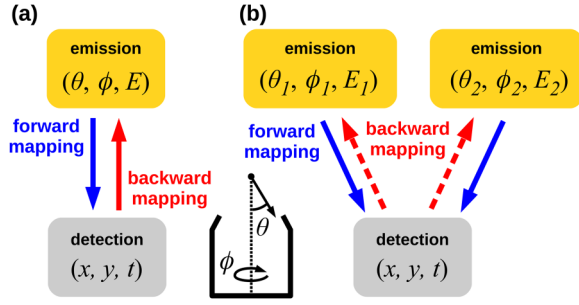 (a)
emission
(θ, ϕ, E)
forward
mapping
backward
mapping
detection
(x, y, t)
(b)
emission
(θ₁, ϕ₁, E₁)
emission
(θ₂, ϕ₂, E₂)
forward
mapping
backward
mapping
θ
ϕ
detection
(x, y, t)